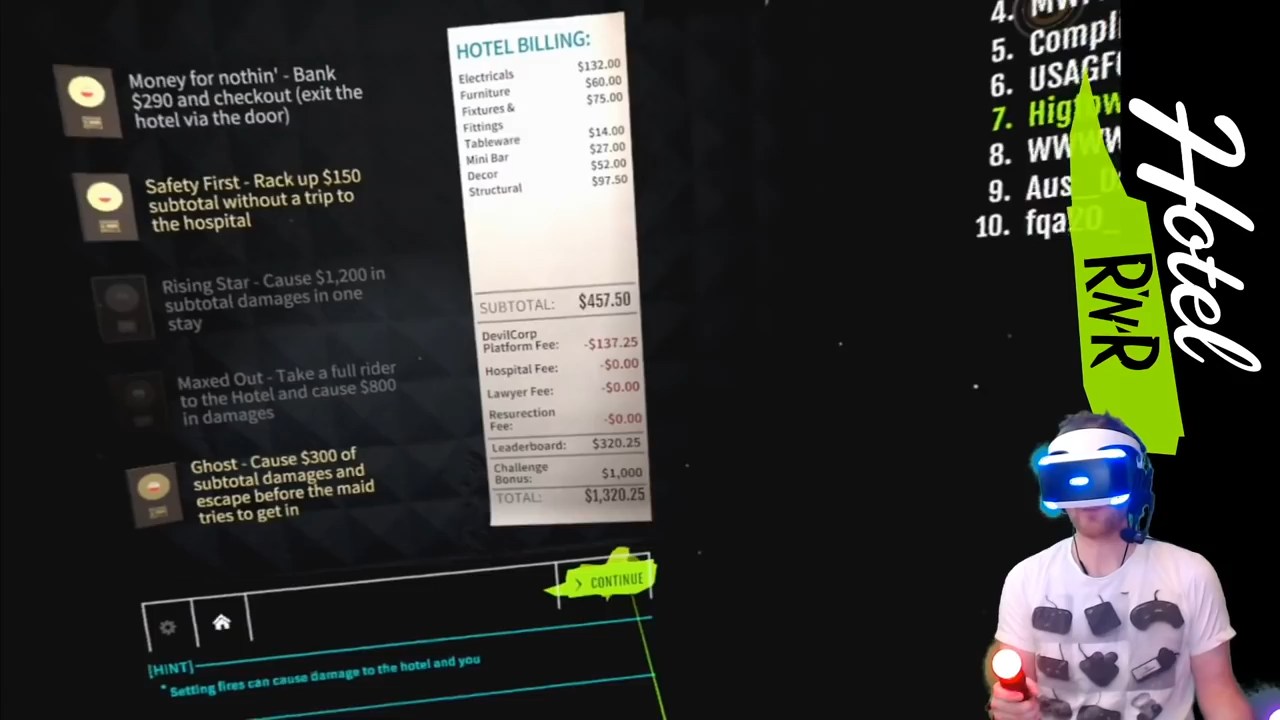 Money for nothin' - Bank
$290 and checkout (exit the
hotel via the door)
Safety First - Rack up $150
subtotal without a trip to
the hospital
Rising Star - Cause $1,200 in
subtotal damages in one
stay
Maxed Out - Take a full rider
to the Hotel and cause $800
in damages
Ghost - Cause $300 of
subtotal damages and
escape before the maid
tries to get in
HOTEL BILLING:
Electricals $132.00
Furniture $60.00
Fixtures & $75.00
Fittings
Tableware $14.00
Mini Bar $27.00
Decor $52.00
Structural $97.50
SUBTOTAL: $457.50
DevilCorp
Platform Fee: -$137.25
Hospital Fee: -$0.00
Lawyer Fee: -$0.00
Resurection
Fee: -$0.00
Leaderboard: $320.25
Challenge
Bonus: $1,000
TOTAL: $1,320.25
> CONTINUE
[HINT]
* Setting fires can cause damage to the hotel and you
4.
5. Compl
6.
7.
8.
9.
10.
Hotel
R'N'R